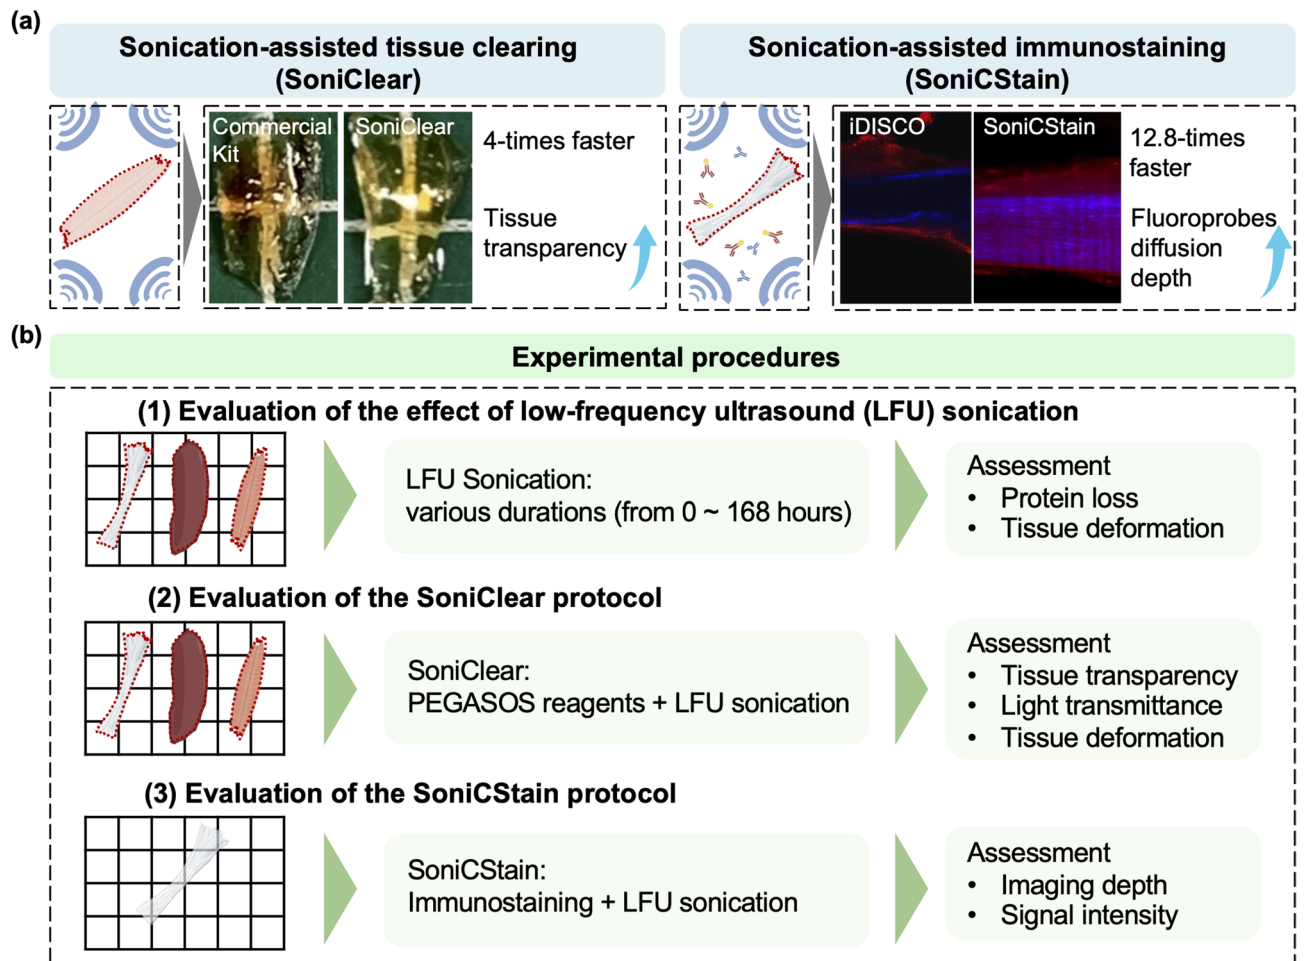 (a)
Sonication-assisted tissue clearing
(SoniClear)
Commercial
Kit
SoniClear
4-times faster
Tissue
transparency
Sonication-assisted immunostaining
(SoniCStain)
iDISCO
SoniCStain
12.8-times
faster
Fluoroprobes
diffusion
depth
(b)
Experimental procedures
(1) Evaluation of the effect of low-frequency ultrasound (LFU) sonication
LFU Sonication:
various durations (from 0 ~ 168 hours)
Assessment
• Protein loss
• Tissue deformation
(2) Evaluation of the SoniClear protocol
SoniClear:
PEGASOS reagents + LFU sonication
Assessment
• Tissue transparency
• Light transmittance
• Tissue deformation
(3) Evaluation of the SoniCStain protocol
SoniCStain:
Immunostaining + LFU sonication
Assessment
• Imaging depth
• Signal intensity